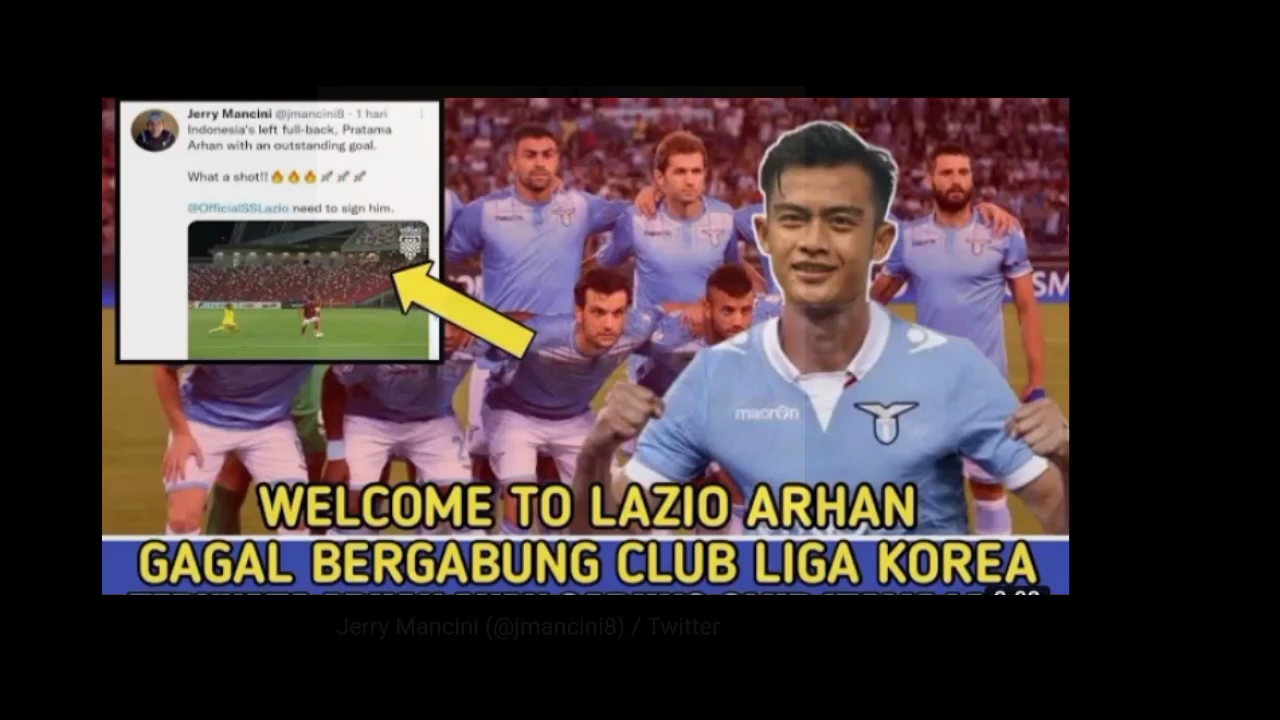 Jerry Mancini @jmancini8 · 1 hari
Indonesia's left full-back, Pratama
Arhan with an outstanding goal.
What a shot!!🔥🔥🔥🚀🚀🚀
@OfficialSSLazio need to sign him.
SM
macron
WELCOME TO LAZIO ARHAN
GAGAL BERGABUNG CLUB LIGA KOREA
Jerry Mancini (@jmancini8) / Twitter